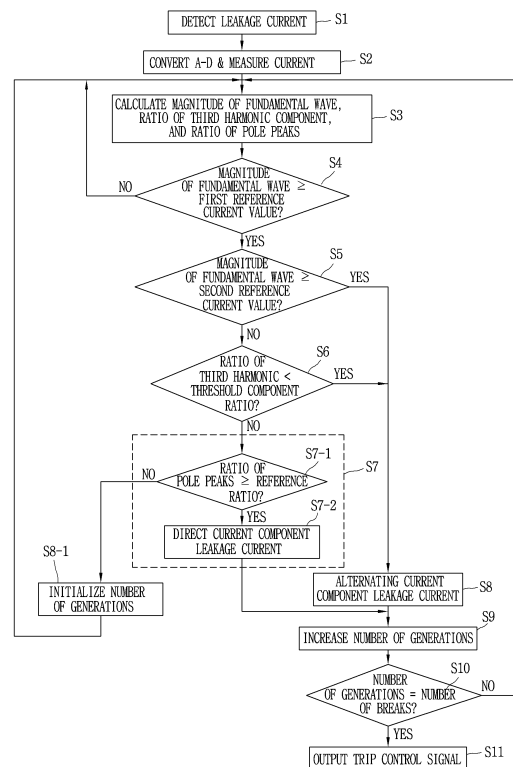 DETECT LEAKAGE CURRENT
S1
CONVERT A-D & MEASURE CURRENT
S2
CALCULATE MAGNITUDE OF FUNDAMENTAL WAVE,
RATIO OF THIRD HARMONIC COMPONENT,
AND RATIO OF POLE PEAKS
S3
S4
MAGNITUDE
OF FUNDAMENTAL WAVE ≥
FIRST REFERENCE
CURRENT VALUE?
NO
YES
S5
MAGNITUDE
OF FUNDAMENTAL WAVE ≥
SECOND REFERENCE
CURRENT VALUE?
YES
NO
S6
RATIO OF
THIRD HARMONIC <
THRESHOLD COMPONENT
RATIO?
YES
NO
S7-1
S7
RATIO OF
POLE PEAKS ≥ REFERENCE
RATIO?
NO
YES
S7-2
DIRECT CURRENT COMPONENT
LEAKAGE CURRENT
S8-1
INITIALIZE NUMBER
OF GENERATIONS
ALTERNATING CURRENT
COMPONENT LEAKAGE CURRENT
S8
S9
INCREASE NUMBER OF GENERATIONS
S10
NUMBER
OF GENERATIONS = NUMBER
OF BREAKS?
NO
YES
OUTPUT TRIP CONTROL SIGNAL
S11